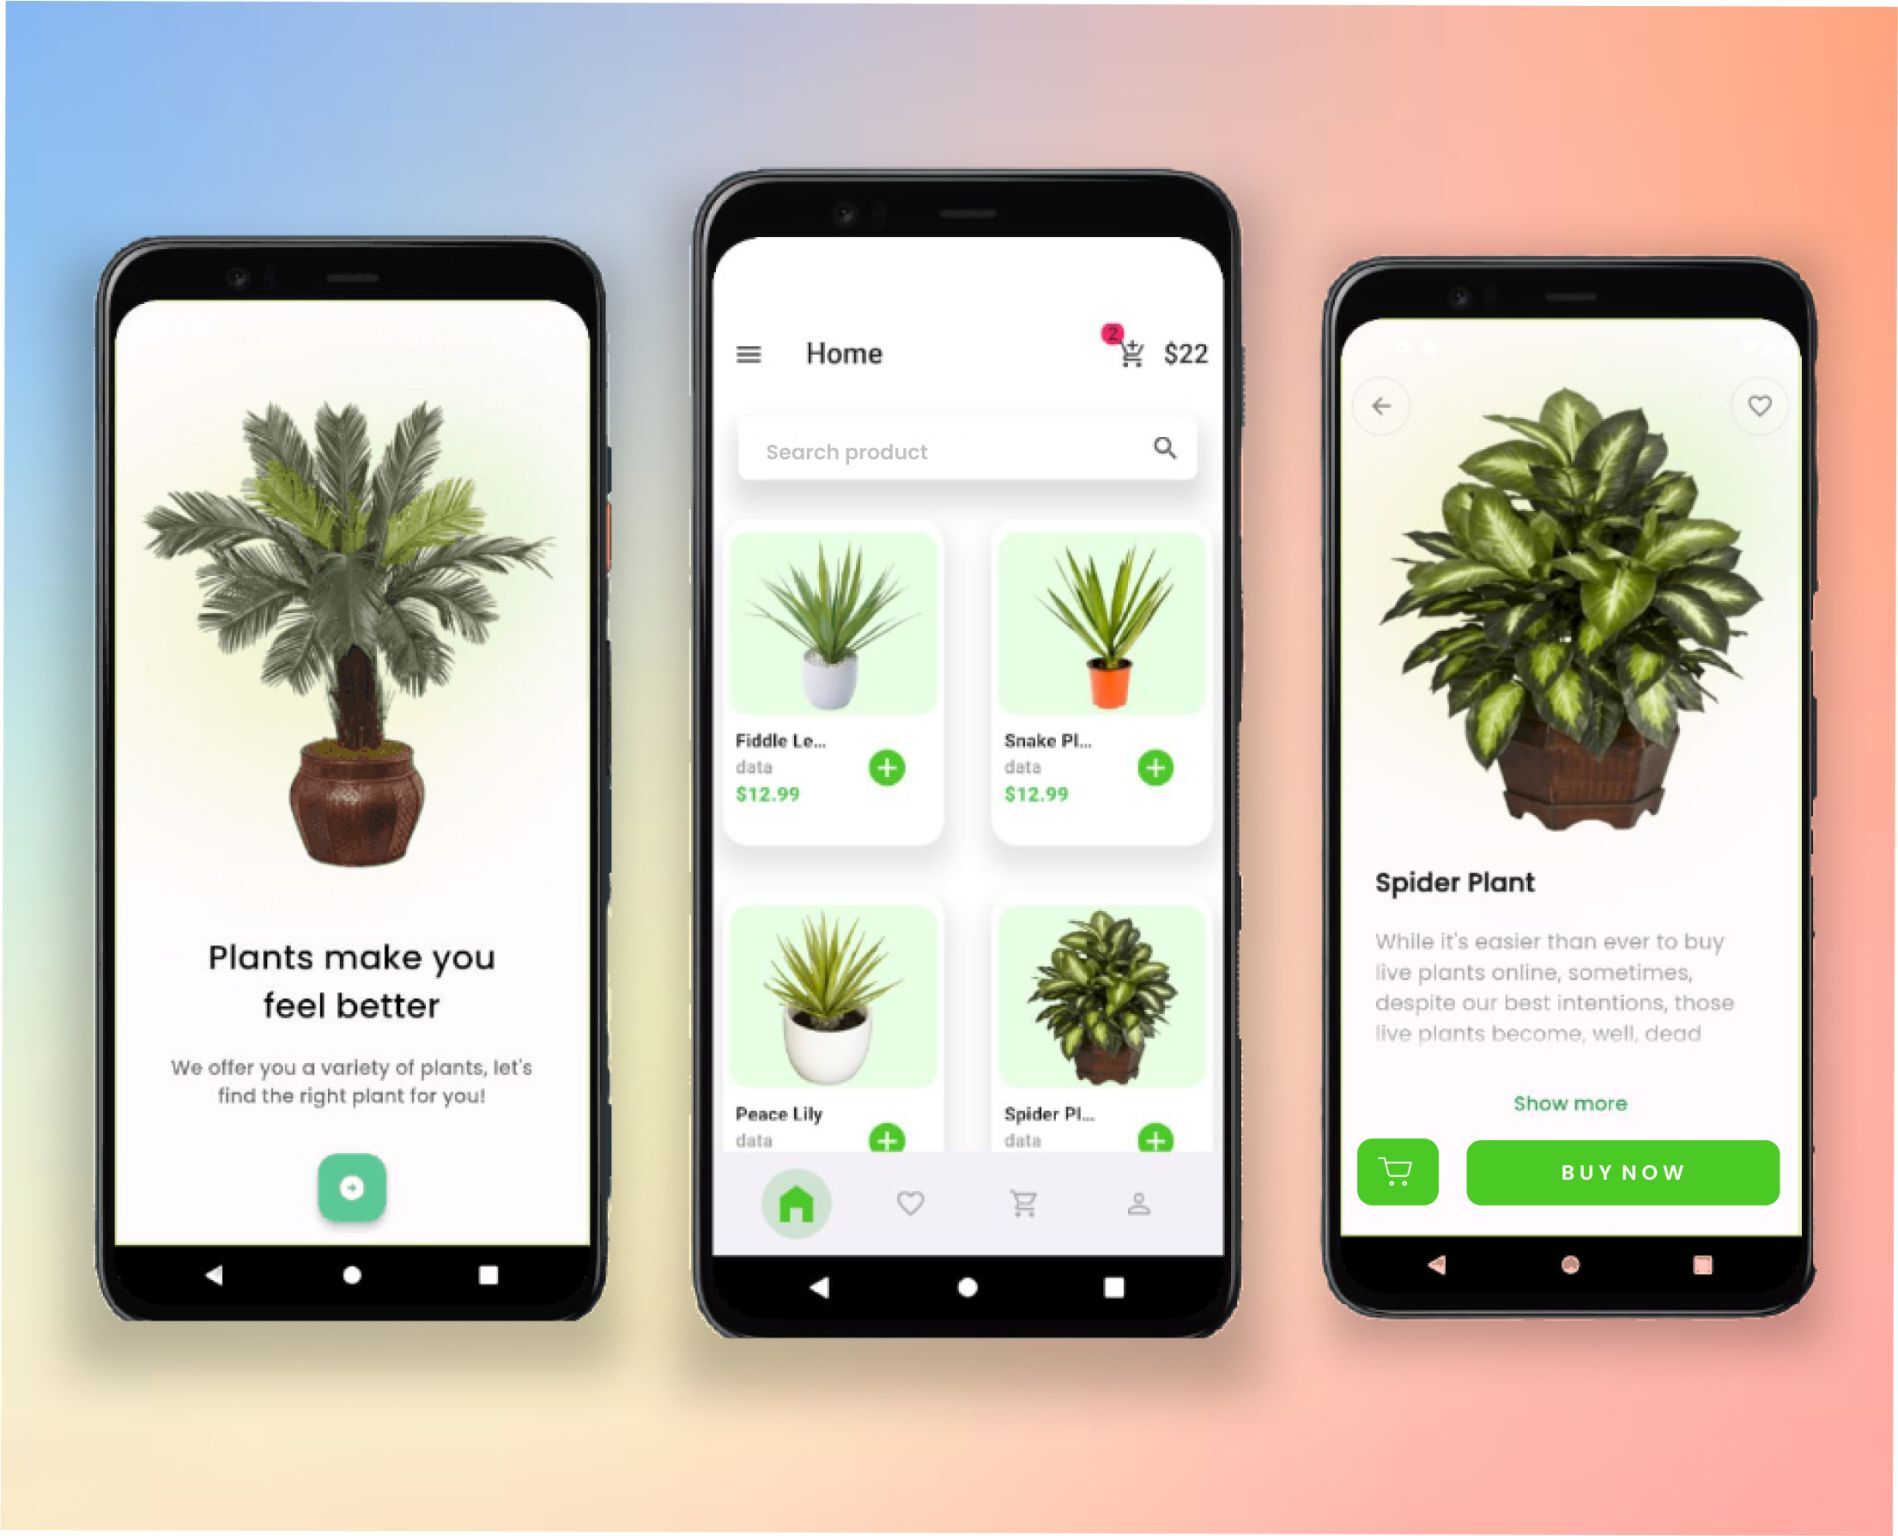 Plants make you
feel better
We offer you a variety of plants, let's
find the right plant for you!
Home
2
$22
Search product
Fiddle Le...
data
$12.99
Snake Pl...
data
$12.99
Peace Lily
data
Spider Pl...
data
Spider Plant
While it's easier than ever to buy
live plants online, sometimes,
despite our best intentions, those
live plants become, well, dead
Show more
BUY NOW